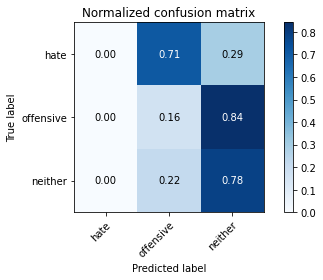 Normalized confusion matrix
True label
hate
offensive
neither
0.00 0.71 0.29
0.00 0.16 0.84
0.00 0.22 0.78
hate
offensive
neither
Predicted label
0.8
0.7
0.6
0.5
0.4
0.3
0.2
0.1
0.0